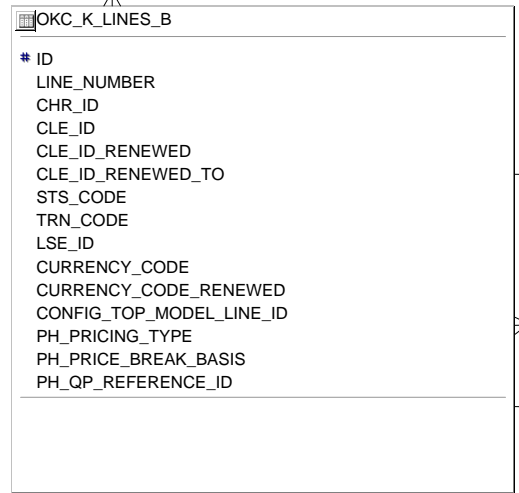 OKC_K_LINES_B
# ID
LINE_NUMBER
CHR_ID
CLE_ID
CLE_ID_RENEWED
CLE_ID_RENEWED_TO
STS_CODE
TRN_CODE
LSE_ID
CURRENCY_CODE
CURRENCY_CODE_RENEWED
CONFIG_TOP_MODEL_LINE_ID
PH_PRICING_TYPE
PH_PRICE_BREAK_BASIS
PH_QP_REFERENCE_ID